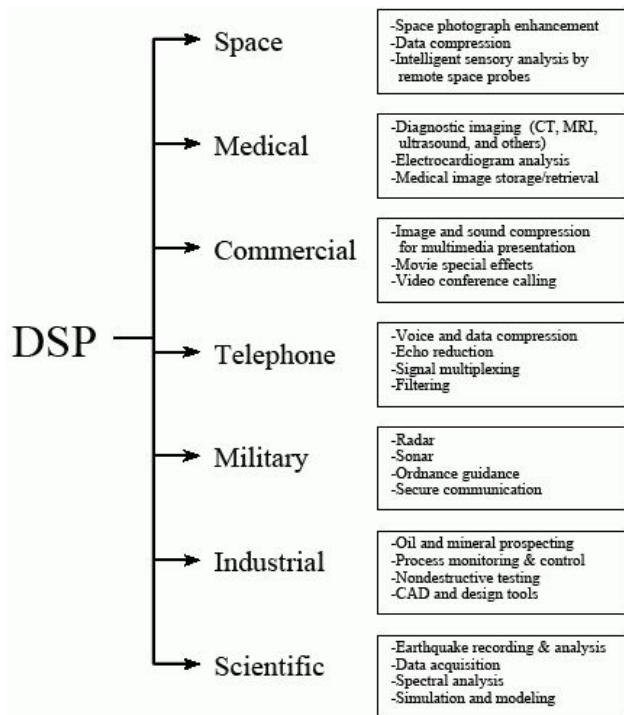 DSP
Space
-Space photograph enhancement
-Data compression
-Intelligent sensory analysis by
remote space probes
Medical
-Diagnostic imaging (CT, MRI,
ultrasound, and others)
-Electrocardiogram analysis
-Medical image storage/retrieval
Commercial
-Image and sound compression
for multimedia presentation
-Movie special effects
-Video conference calling
Telephone
-Voice and data compression
-Echo reduction
-Signal multiplexing
-Filtering
Military
-Radar
-Sonar
-Ordnance guidance
-Secure communication
Industrial
-Oil and mineral prospecting
-Process monitoring & control
-Nondestructive testing
-CAD and design tools
Scientific
-Earthquake recording & analysis
-Data acquisition
-Spectral analysis
-Simulation and modeling